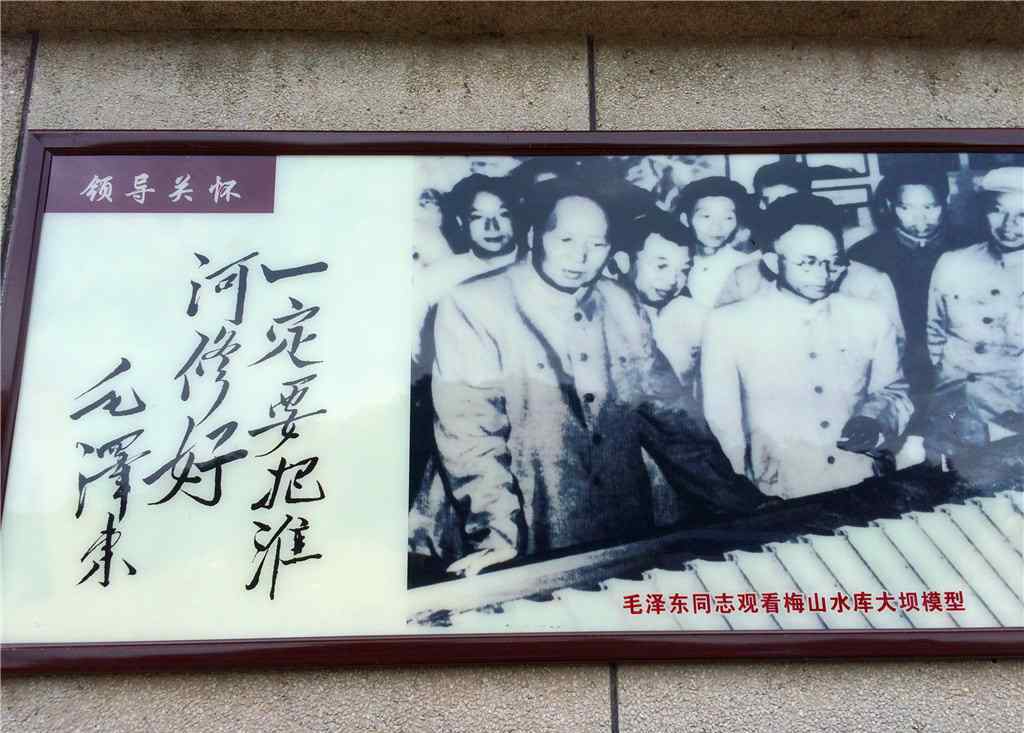 领导关怀
一定要把淮
河修好
毛澤东
毛泽东同志观看梅山水库大坝模型